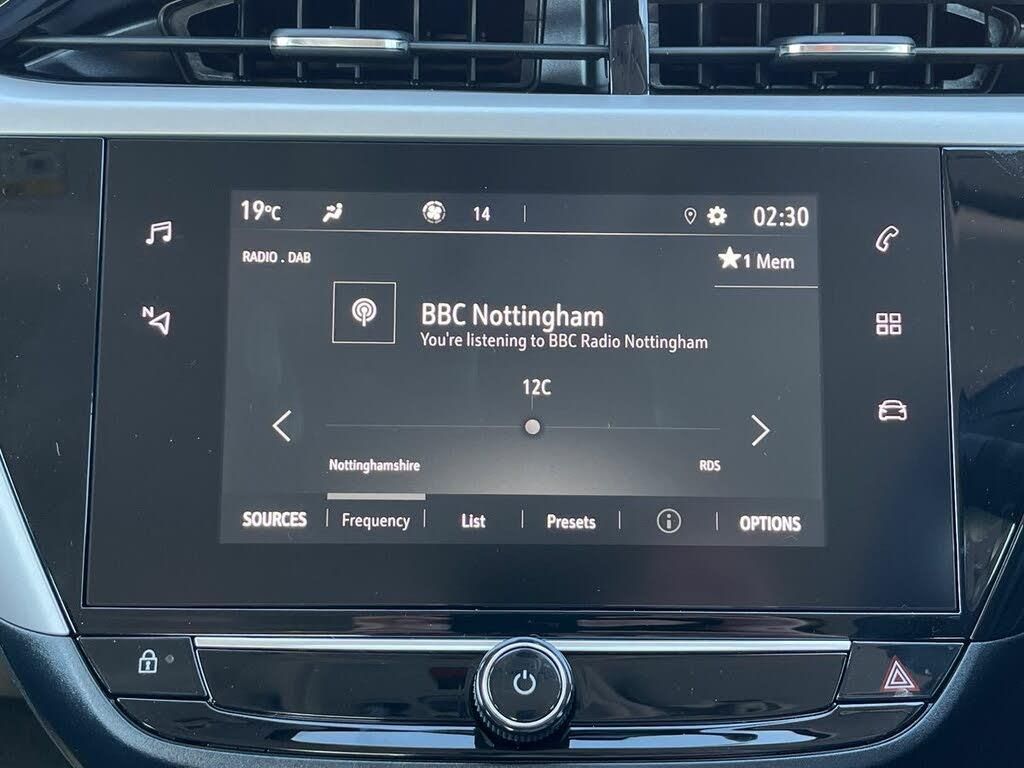 19°C 14 02:30
RADIO . DAB
1 Mem
BBC Nottingham
You're listening to BBC Radio Nottingham
12C
Nottinghamshire RDS
SOURCES Frequency List Presets i OPTIONS
N